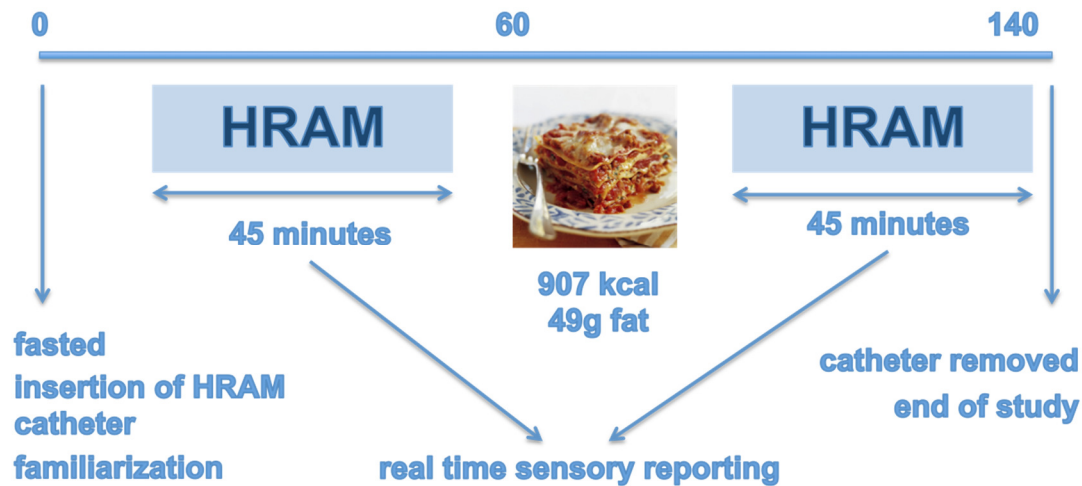 0
60
140
HRAM
HRAM
45 minutes
45 minutes
907 kcal
49g fat
fasted
insertion of HRAM
catheter
familiarization
catheter removed
end of study
real time sensory reporting